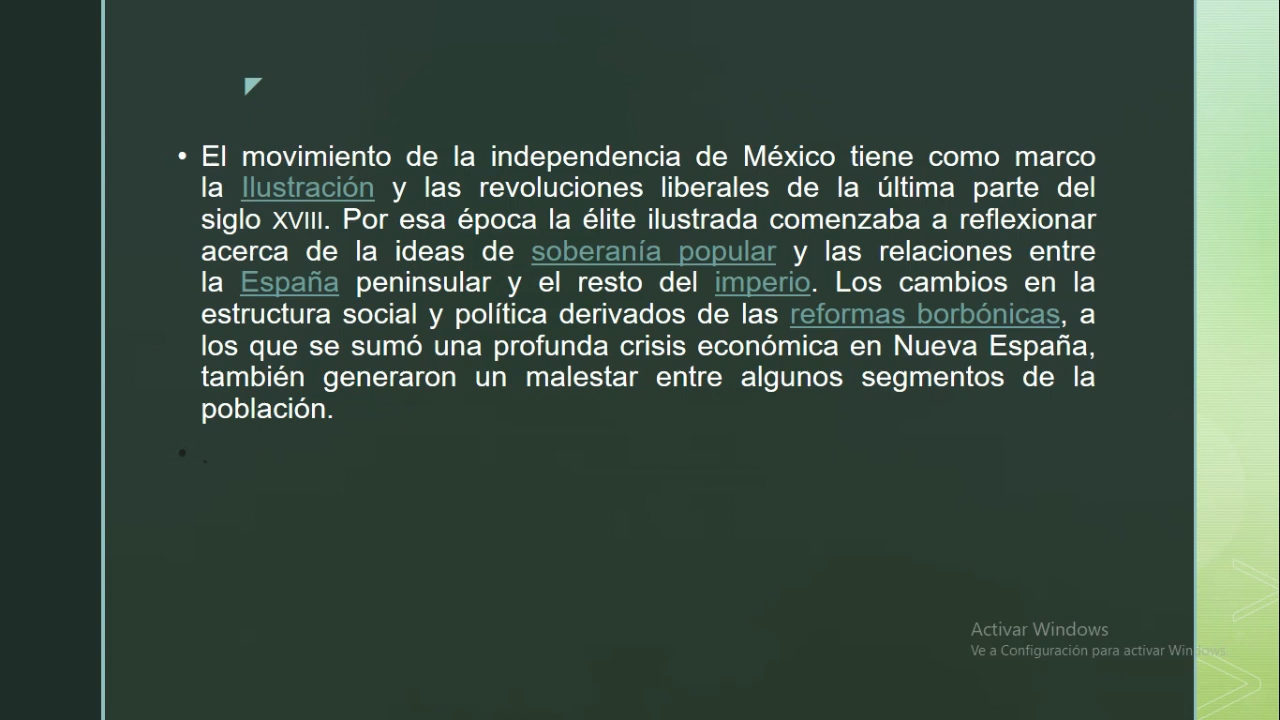 • El movimiento de la independencia de México tiene como marco
la Ilustración y las revoluciones liberales de la última parte del
siglo XVIII. Por esa época la élite ilustrada comenzaba a reflexionar
acerca de la ideas de soberanía popular y las relaciones entre
la España peninsular y el resto del imperio. Los cambios en la
estructura social y política derivados de las reformas borbónicas, a
los que se sumó una profunda crisis económica en Nueva España,
también generaron un malestar entre algunos segmentos de la
población.
• .
Activar Windows
Ve a Configuración para activar Windows.